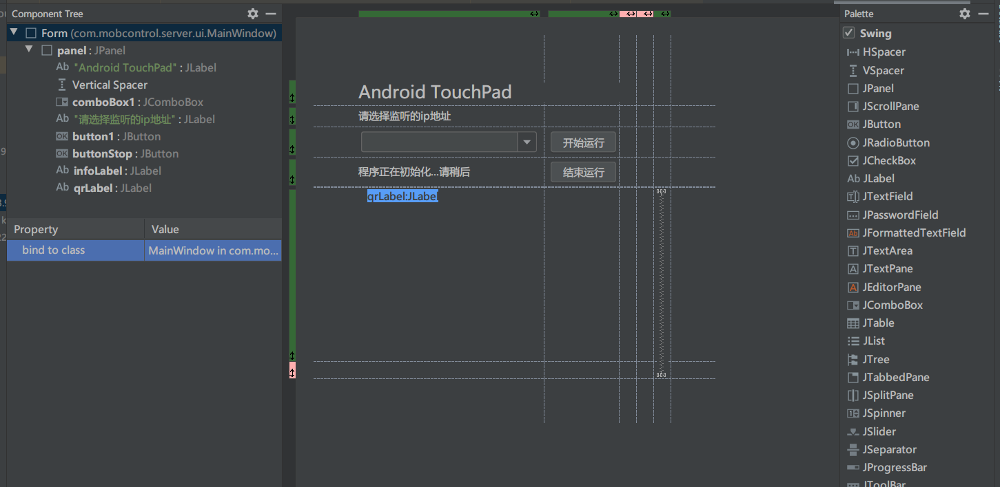 Component Tree
Form (com.mobcontrol.server.ui.MainWindow)
panel : JPanel
Ab "Android TouchPad" : JLabel
Vertical Spacer
comboBox1 : JComboBox
Ab "请选择监听的ip地址" : JLabel
OK button1 : JButton
OK buttonStop : JButton
Ab infoLabel : JLabel
Ab qrLabel : JLabel
Property Value
bind to class MainWindow in com.mo...
Android TouchPad
请选择监听的ip地址
开始运行
程序正在初始化...请稍后 结束运行
qrLabel:JLabel
Palette
Swing
HSpacer
VSpacer
JPanel
JScrollPane
OK JButton
JRadioButton
JCheckBox
Ab JLabel
JTextField
JPasswordField
Ab JFormattedTextField
T JTextArea
A JTextPane
A JEditorPane
JComboBox
JTable
JList
JTree
JTabbedPane
JSplitPane
JSpinner
JSlider
JSeparator
JProgressBar
JToolBar